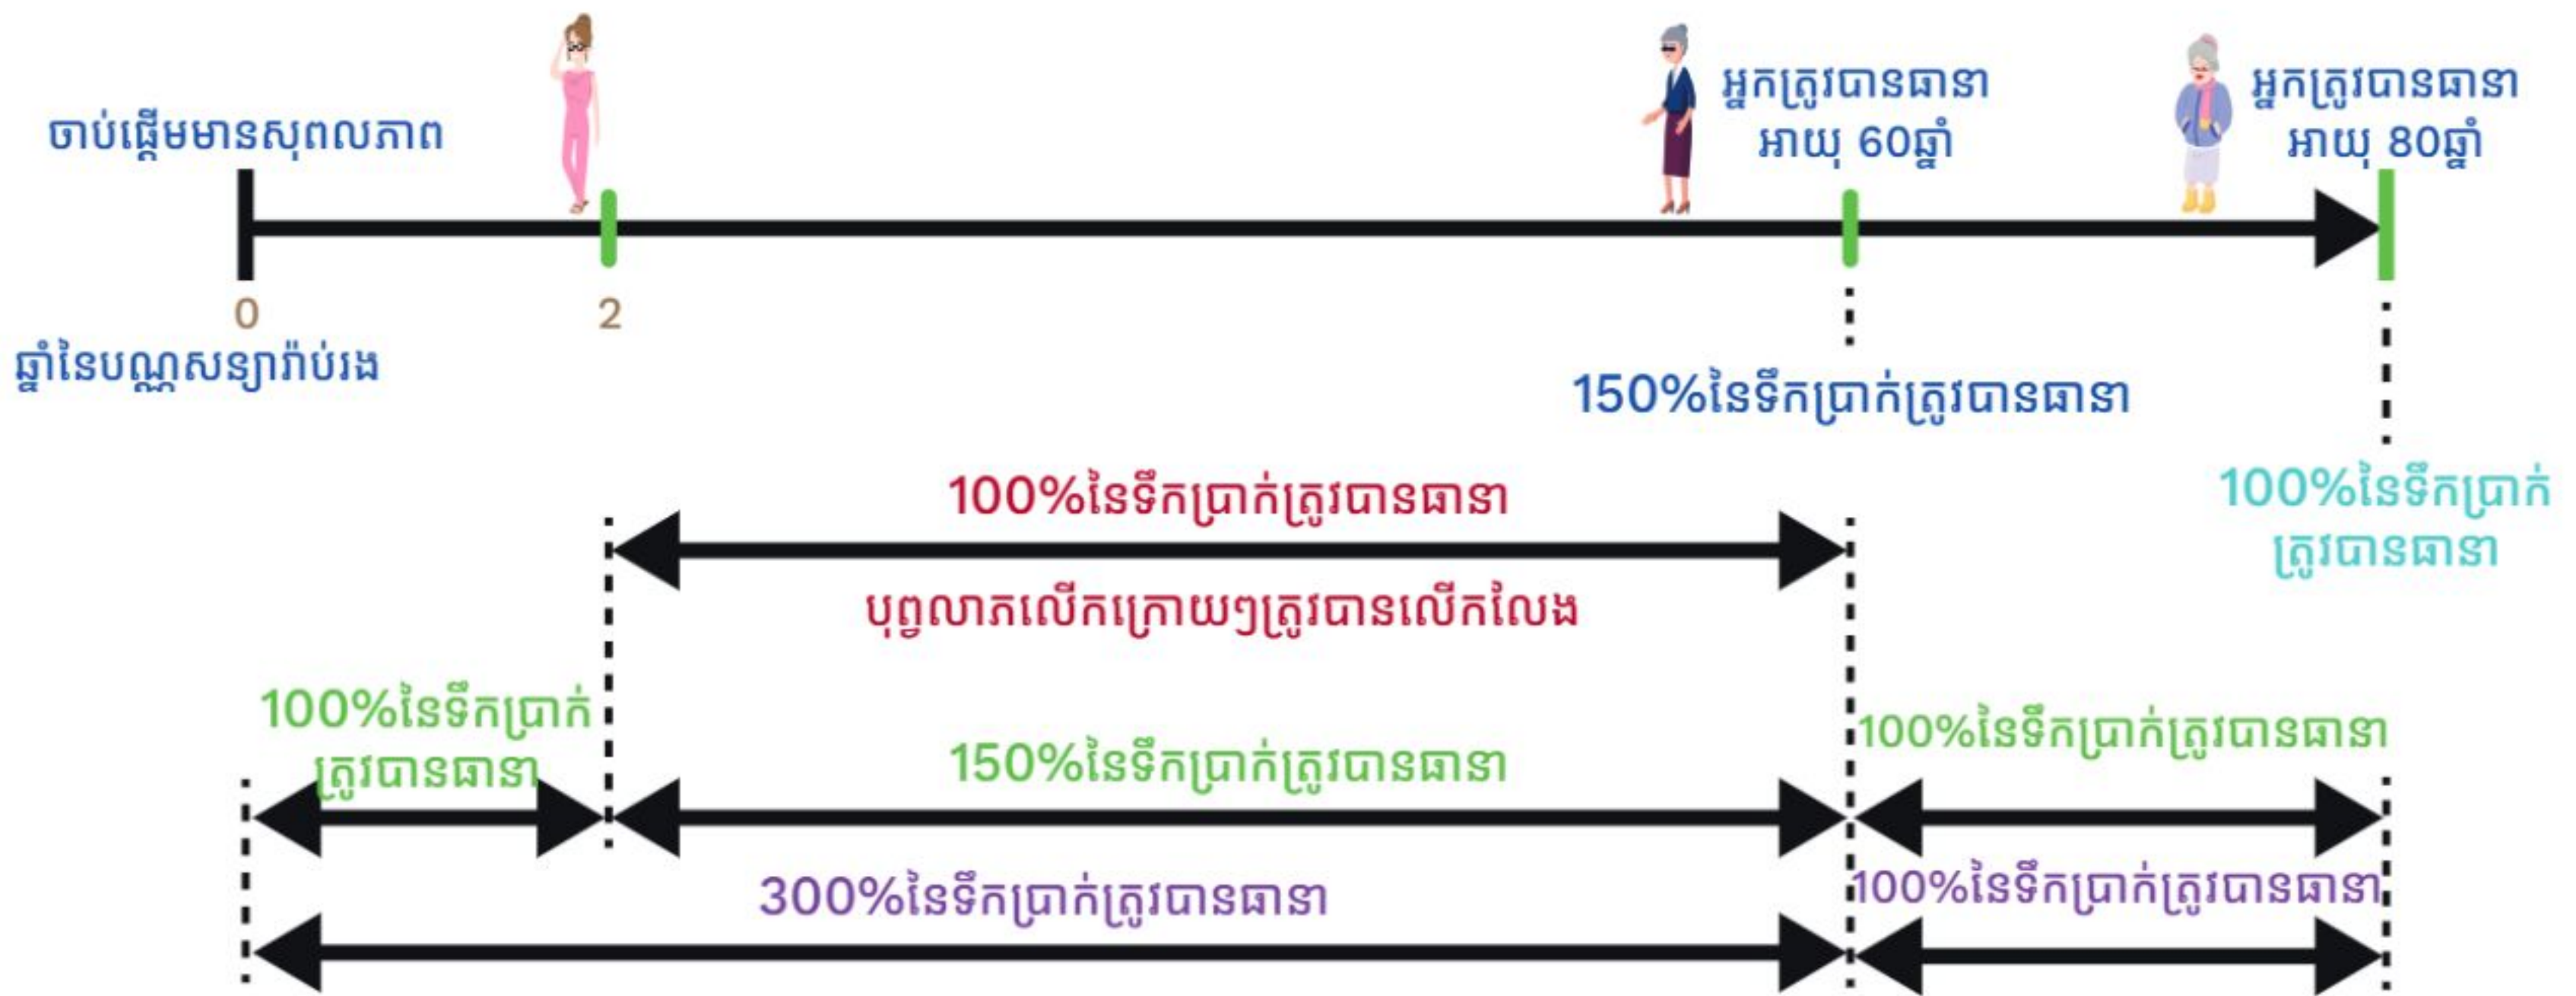 ចាប់ផ្តើមមានសុពលភាព
អ្នកត្រូវបានធានា
អាយុ 60ឆ្នាំ
អ្នកត្រូវបានធានា
អាយុ 80ឆ្នាំ
0
2
ឆ្នាំនៃបណ្ណសន្យារ៉ាប់រង
150%នៃទឹកប្រាក់ត្រូវបានធានា
100%នៃទឹកប្រាក់
ត្រូវបានធានា
100%នៃទឹកប្រាក់ត្រូវបានធានា
បុព្វលាភលើកក្រោយៗត្រូវបានលើកលែង
100%នៃទឹកប្រាក់
ត្រូវបានធានា
150%នៃទឹកប្រាក់ត្រូវបានធានា
100%នៃទឹកប្រាក់ត្រូវបានធានា
300%នៃទឹកប្រាក់ត្រូវបានធានា
100%នៃទឹកប្រាក់ត្រូវបានធានា